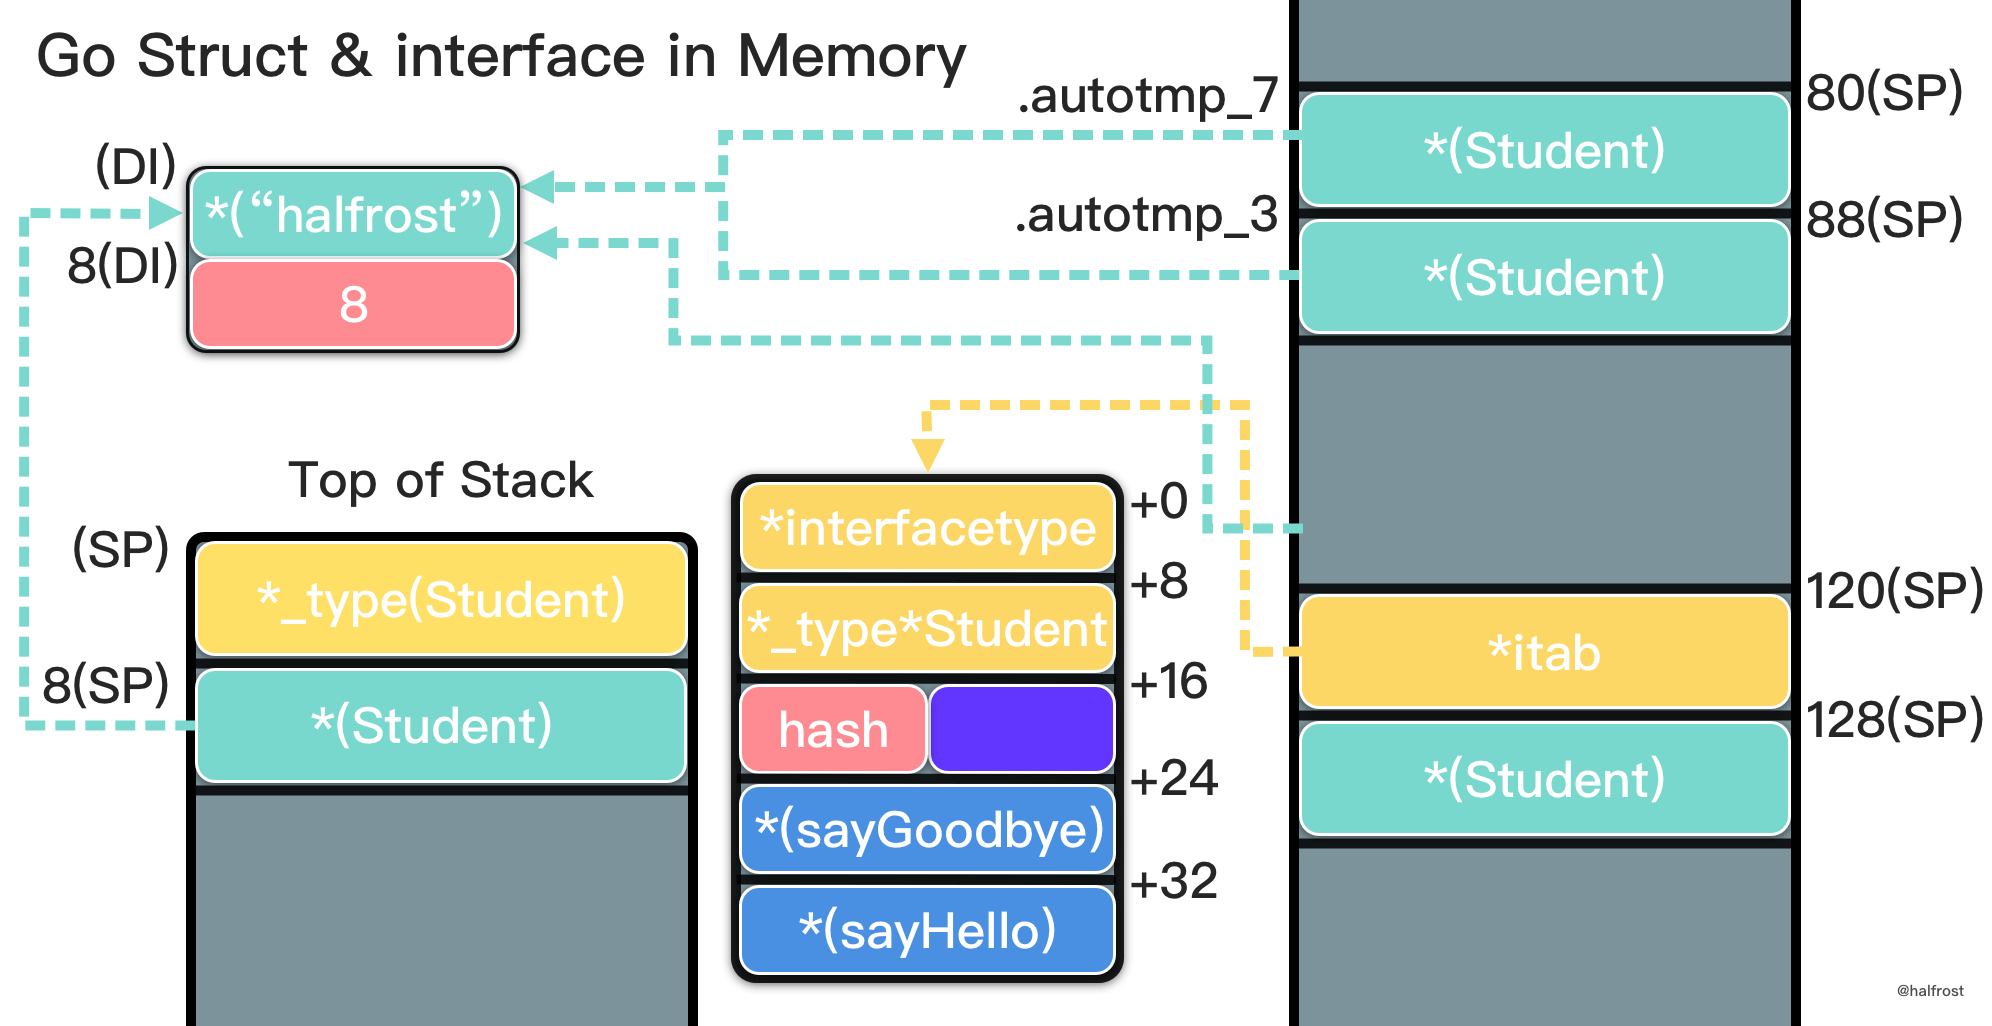 Go Struct & interface in Memory
(DI)
*(“halfrost”)
8(DI)
8
Top of Stack
(SP)
*_type(Student)
8(SP)
*(Student)
*interfacetype
+0
+8
*_type*Student
+16
hash
+24
*(sayGoodbye)
+32
*(sayHello)
.autotmp_7
80(SP)
*(Student)
.autotmp_3
88(SP)
*(Student)
120(SP)
*itab
128(SP)
*(Student)
@halfrost